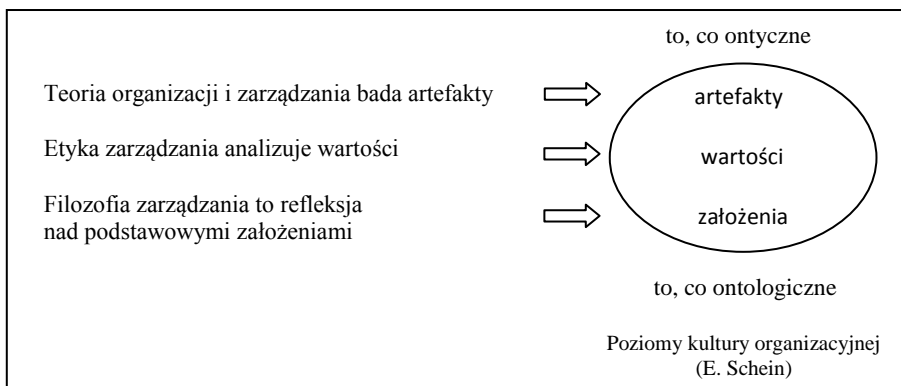 to, co ontyczne
Teoria organizacji i zarządzania bada artefakty
artefakty
Etyka zarządzania analizuje wartości
wartości
Filozofia zarządzania to refleksja
nad podstawowymi założeniami
założenia
to, co ontologiczne
Poziomy kultury organizacyjnej
(E. Schein)